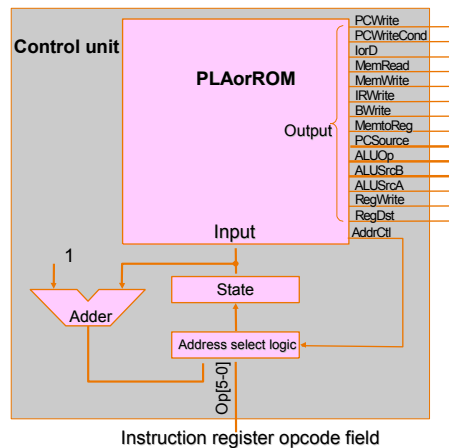 Control unit
PLAorROM
Output
PCWrite
PCWriteCond
IorD
MemRead
MemWrite
IRWrite
BWrite
MemtoReg
PCSource
ALUOp
ALUSrcB
ALUSrcA
RegWrite
RegDst
AddrCtl
Input
1
State
Adder
Address select logic
Op[5-0]
Instruction register opcode field